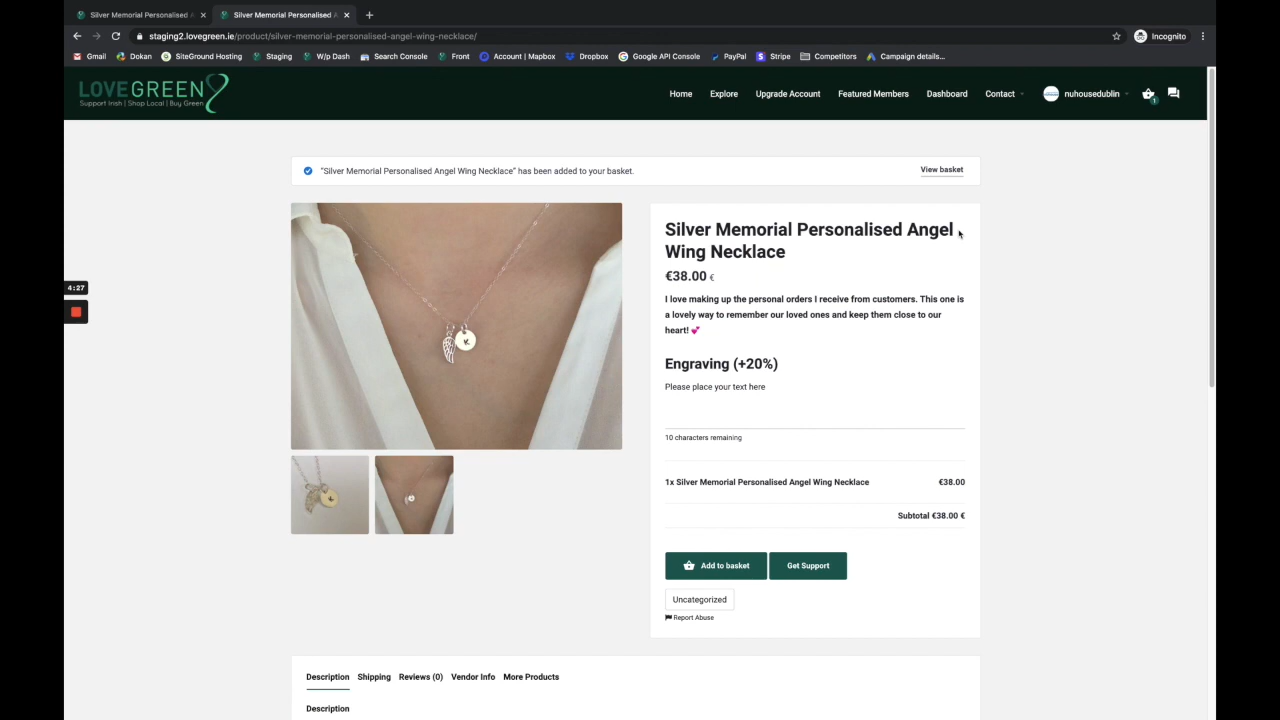 Silver Memorial Personalised A
Silver Memorial Personalised A
staging2.lovegreen.ie/product/silver-memorial-personalised-angel-wing-necklace/
Incognito
Gmail Dokan SiteGround Hosting Staging W/p Dash Search Console Front Account | Mapbox Dropbox Google API Console PayPal Stripe Competitors Campaign details...
LOVEGREEN
Support Irish | Shop Local | Buy Green
Home Explore Upgrade Account Featured Members Dashboard Contact nuhousedublin 1
"Silver Memorial Personalised Angel Wing Necklace" has been added to your basket. View basket
4:27
Silver Memorial Personalised Angel
Wing Necklace
€38.00 €
I love making up the personal orders I receive from customers. This one is
a lovely way to remember our loved ones and keep them close to our
heart! 💕
K
Engraving (+20%)
Please place your text here
10 characters remaining
1x Silver Memorial Personalised Angel Wing Necklace €38.00
Subtotal €38.00 €
Add to basket Get Support
Uncategorized
Report Abuse
Description Shipping Reviews (0) Vendor Info More Products
Description